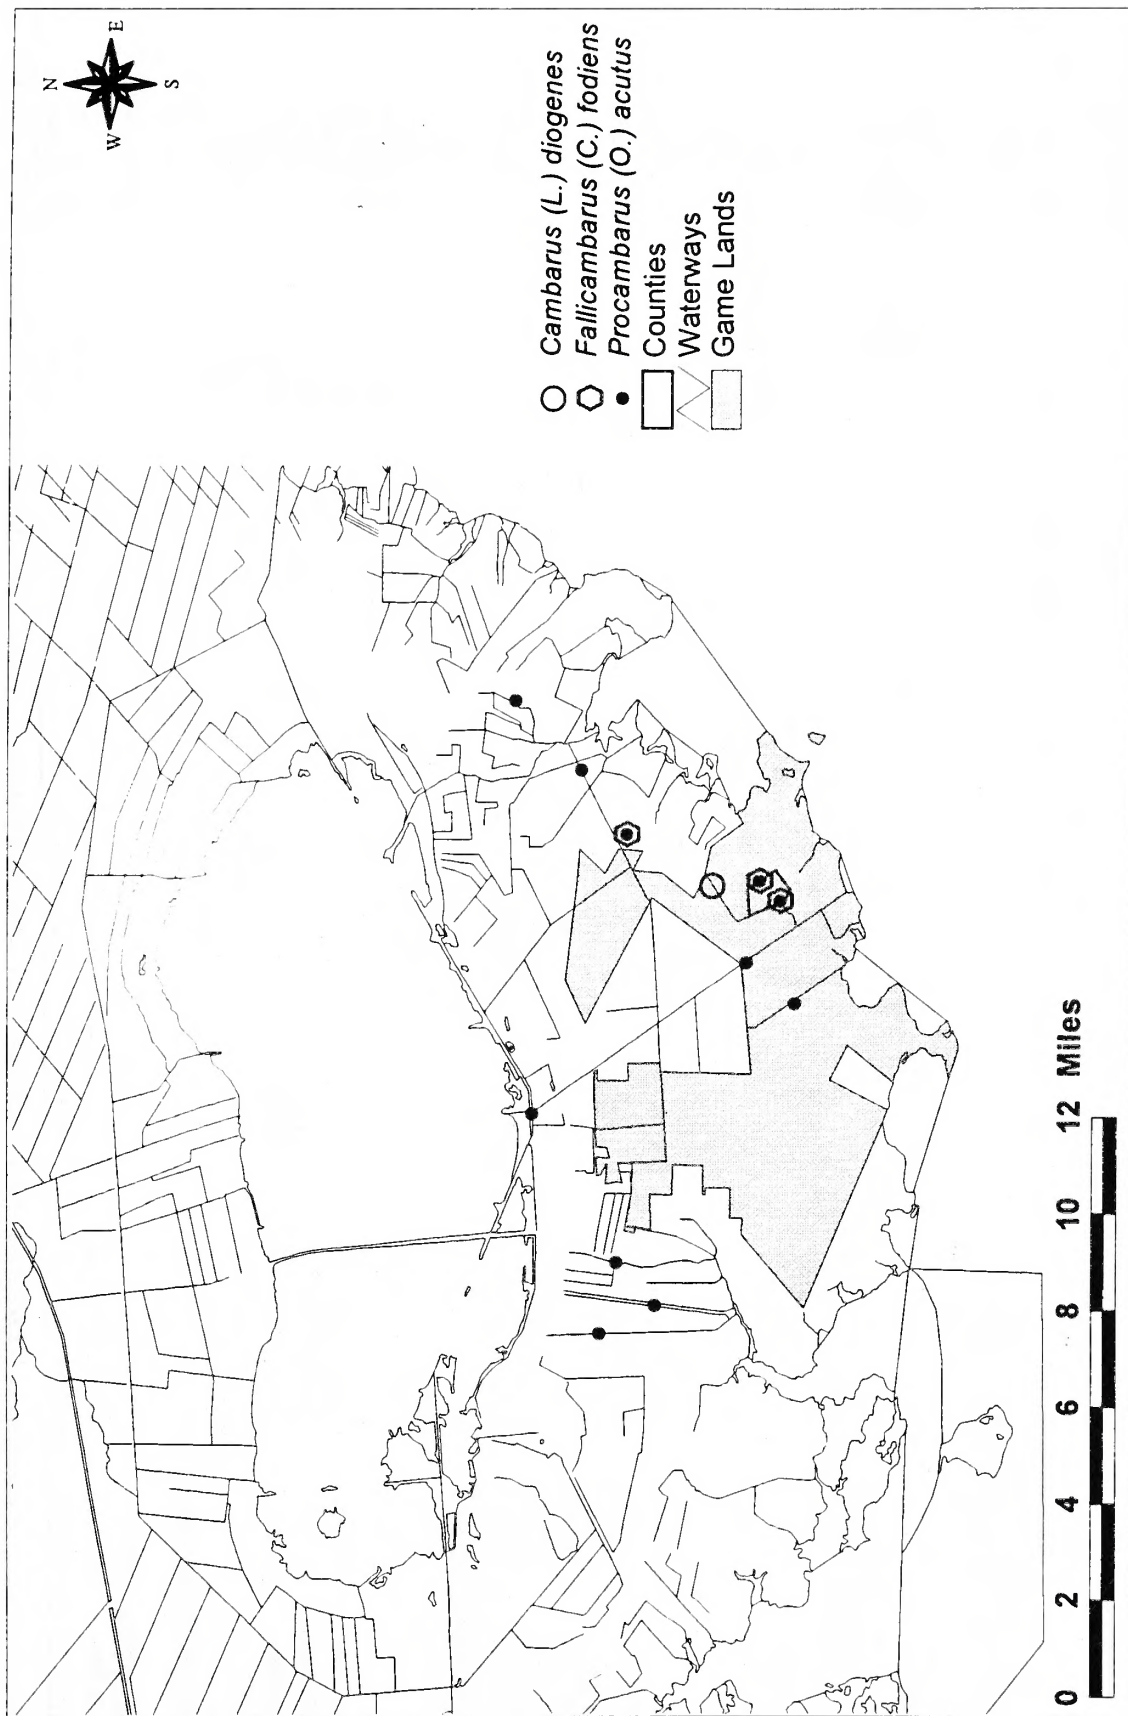 N
W
E
S
Cambarus (L.) diogenes
Fallicambarus (C.) fodiens
Procambarus (O.) acutus
Counties
Waterways
Game Lands
0 2 4 6 8 10 12 Miles